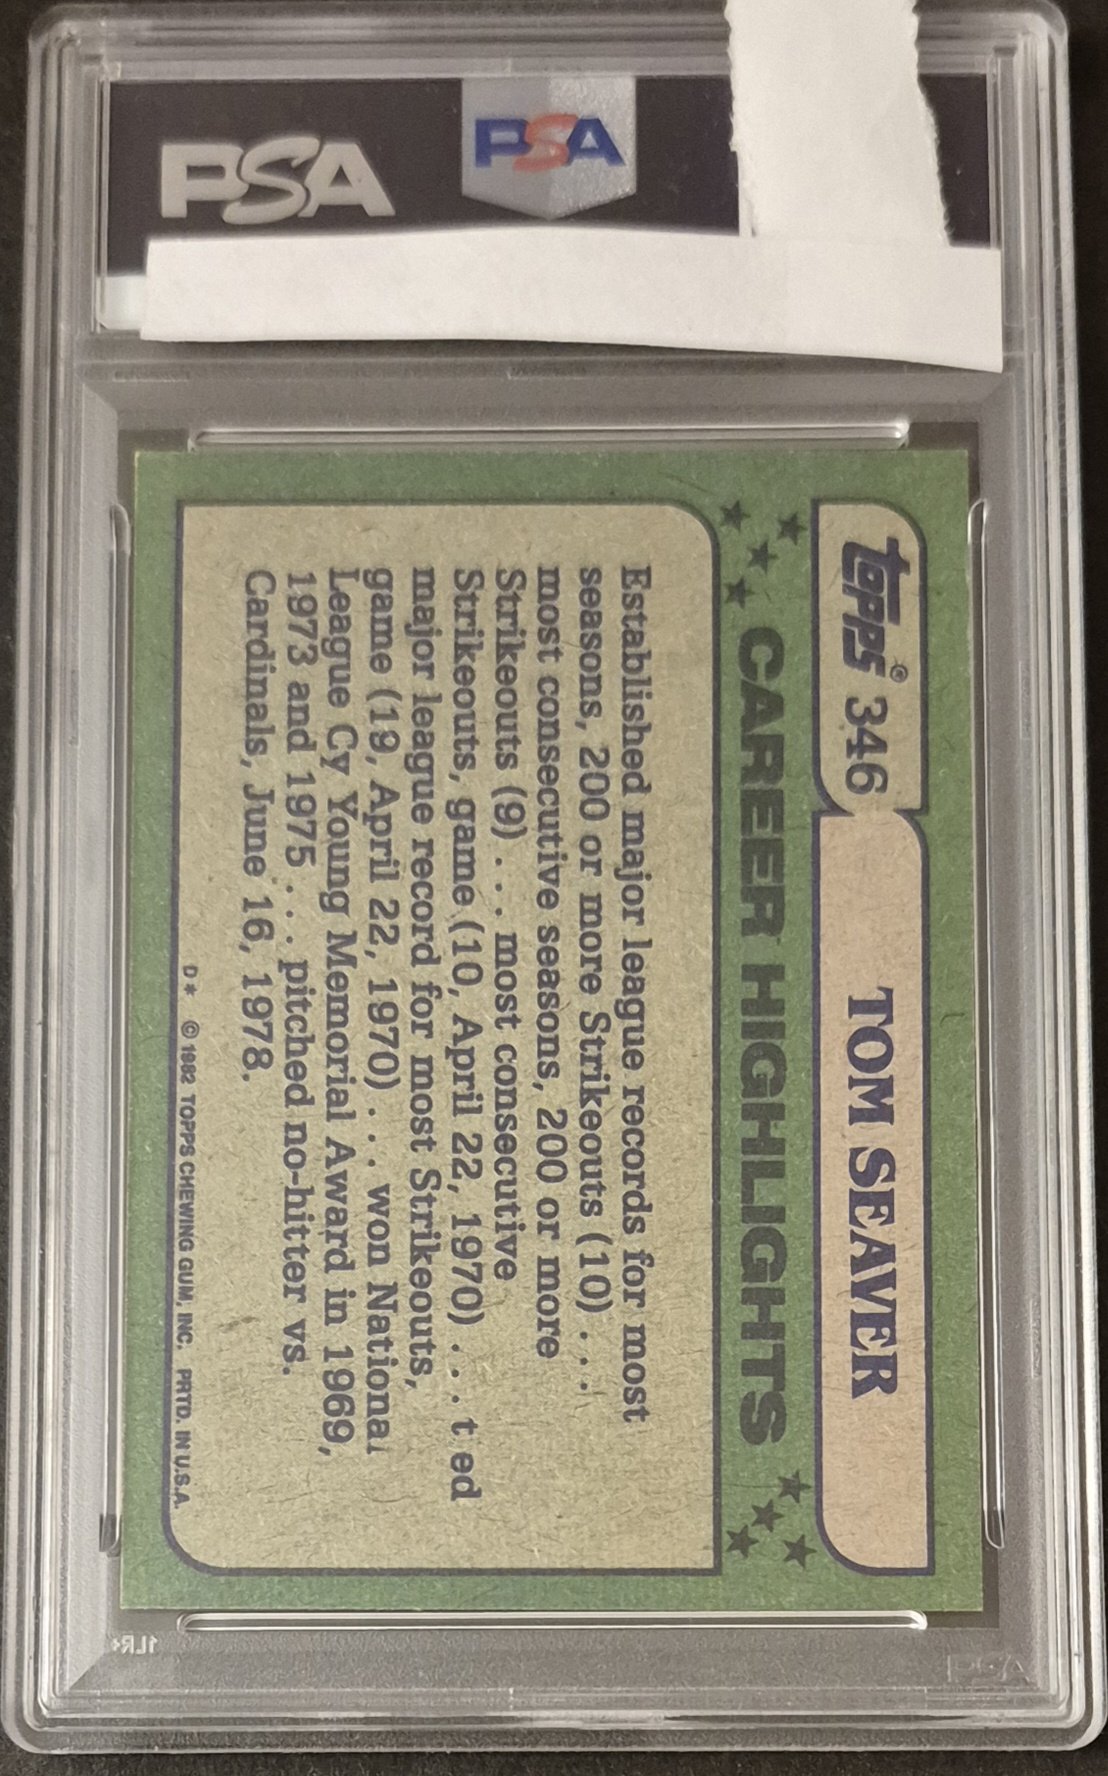 PSA
PSA
Topps® 346
TOM SEAVER
CAREER HIGHLIGHTS
Established major league records for most
seasons, 200 or more Strikeouts (10) . . .
most consecutive seasons, 200 or more
Strikeouts (9) . . . most consecutive
Strikeouts, game (10, April 22, 1970) . . . t ed
major league record for most Strikeouts,
game (19, April 22, 1970) . . . won National
League Cy Young Memorial Award in 1969,
1973 and 1975 . . . pitched no-hitter vs.
Cardinals, June 16, 1978.
D* © 1982 TOPPS CHEWING GUM, INC. PRTD. IN U.S.A.
1LR+
PSA